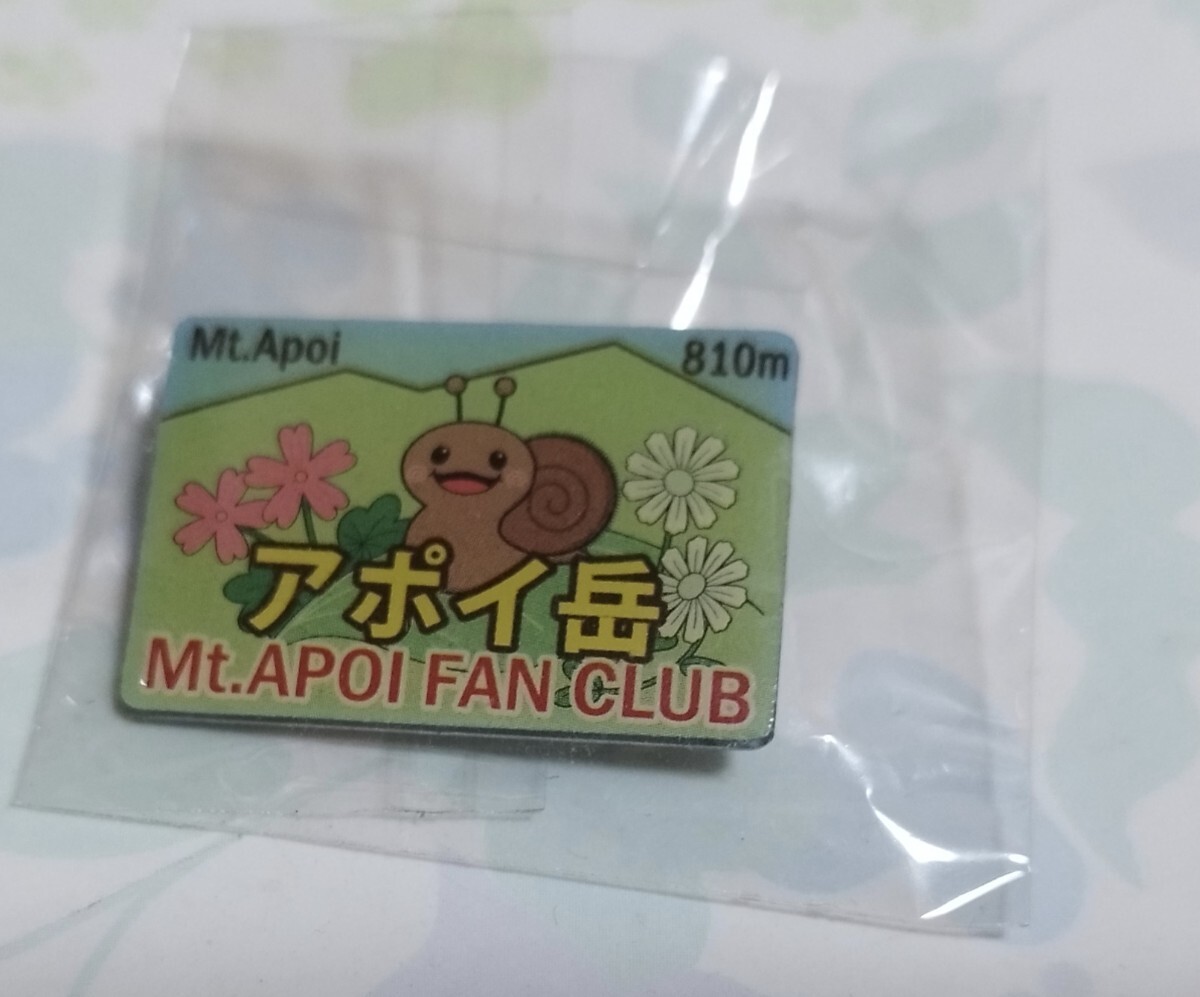 Mt.Apoi
810m
アポイ岳
Mt.APOI FAN CLUB